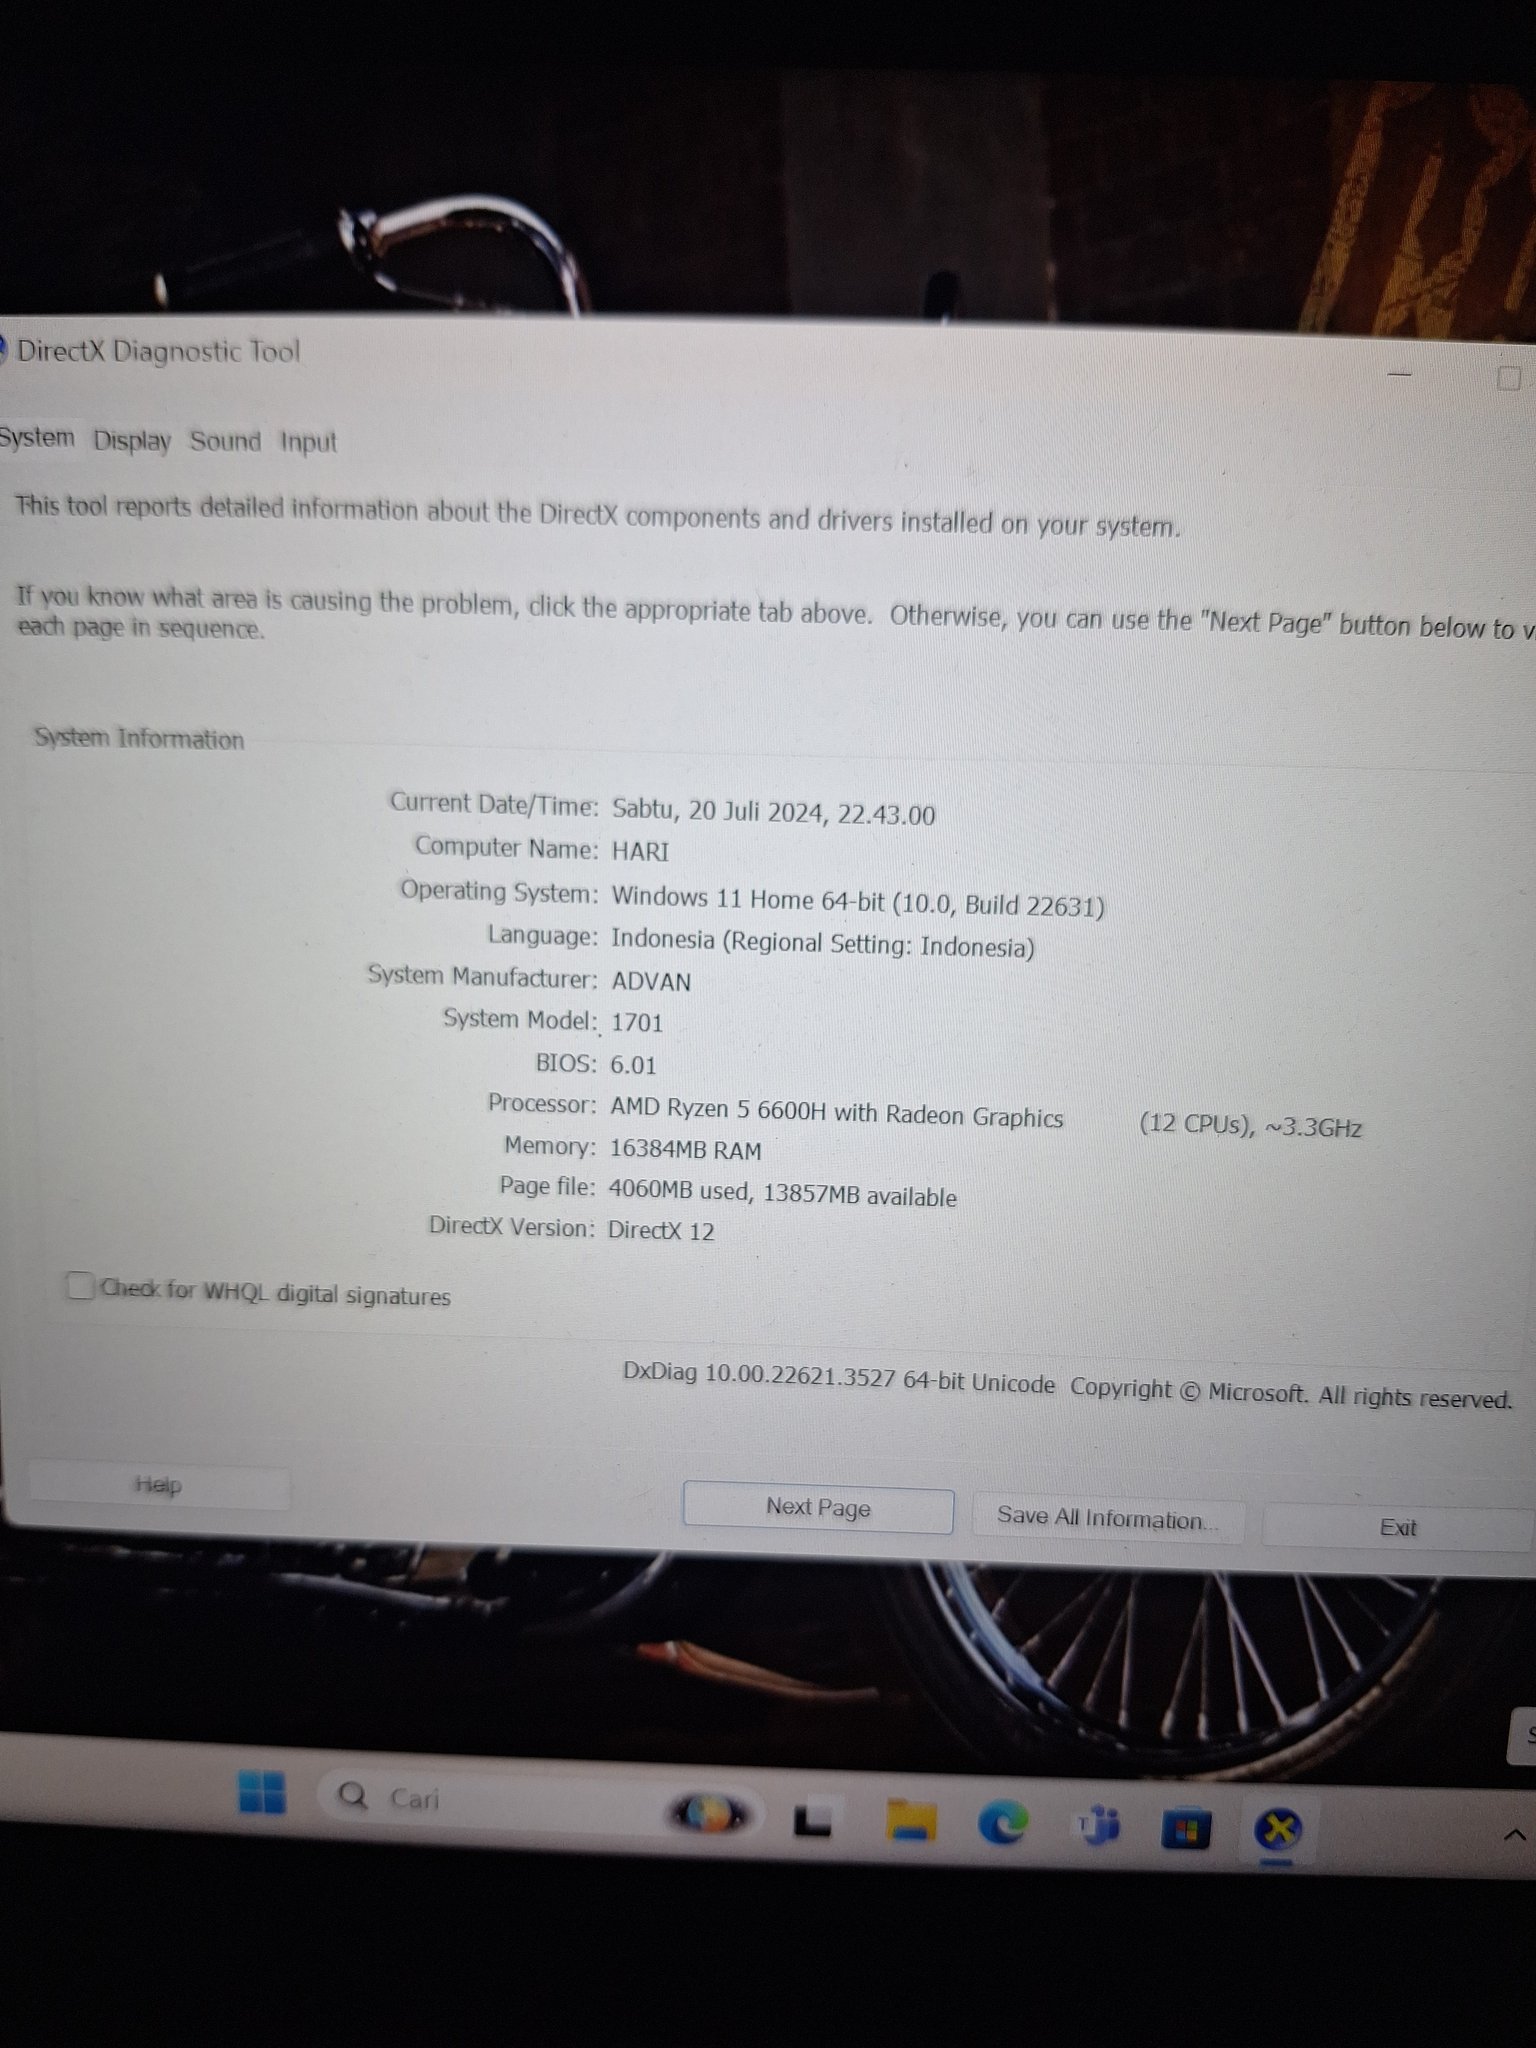 DirectX Diagnostic Tool
System Display Sound Input
This tool reports detailed information about the DirectX components and drivers installed on your system.
If you know what area is causing the problem, click the appropriate tab above. Otherwise, you can use the "Next Page" button below to
each page in sequence.
System Information
Current Date/Time: Sabtu, 20 Juli 2024, 22.43.00
Computer Name: HARI
Operating System: Windows 11 Home 64-bit (10.0, Build 22631)
Language: Indonesia (Regional Setting: Indonesia)
System Manufacturer: ADVAN
System Model: 1701
BIOS: 6.01
Processor: AMD Ryzen 5 6600H with Radeon Graphics (12 CPUs), ~3.3GHz
Memory: 16384MB RAM
Page file: 4060MB used, 13857MB available
DirectX Version: DirectX 12
Check for WHQL digital signatures
DxDiag 10.00.22621.3527 64-bit Unicode Copyright © Microsoft. All rights reserved.
Help
Next Page
Save All Information...
Exit
Cari